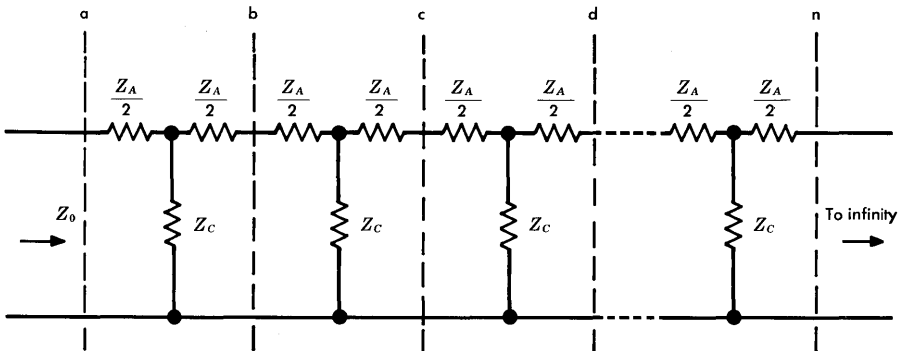 a b c d n
Z_A/2 Z_A/2 Z_A/2 Z_A/2 Z_A/2 Z_A/2 Z_A/2 Z_A/2
Z_0 Z_C Z_C Z_C Z_C To infinity